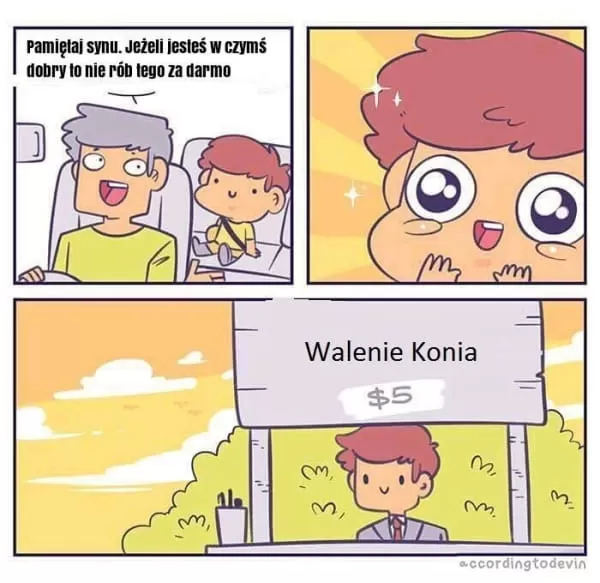 Pamiętaj synu. Jeżeli jesteś w czymś
dobry to nie rób tego za darmo
Walenie Konia
$5
accordingtodevin